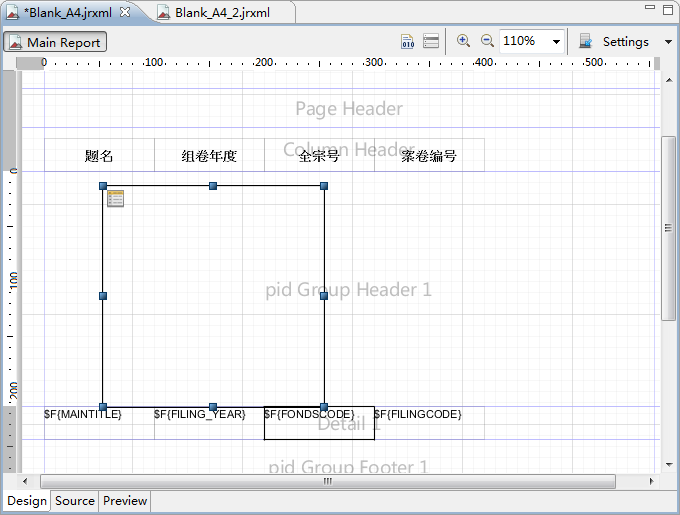 *Blank_A4.jrxml
Blank_A4_2.jrxml
Main Report
010
110%
Settings
0 100 200 300 400 500
Page Header
Column Header
题名 组卷年度 全宗号 案卷编号
0
pid Group Header 1
100
200
$F{MAINTITLE} $F{FILING_YEAR} $F{FONDSCODE} $F{FILINGCODE}
Detail 1
pid Group Footer 1
Design Source Preview